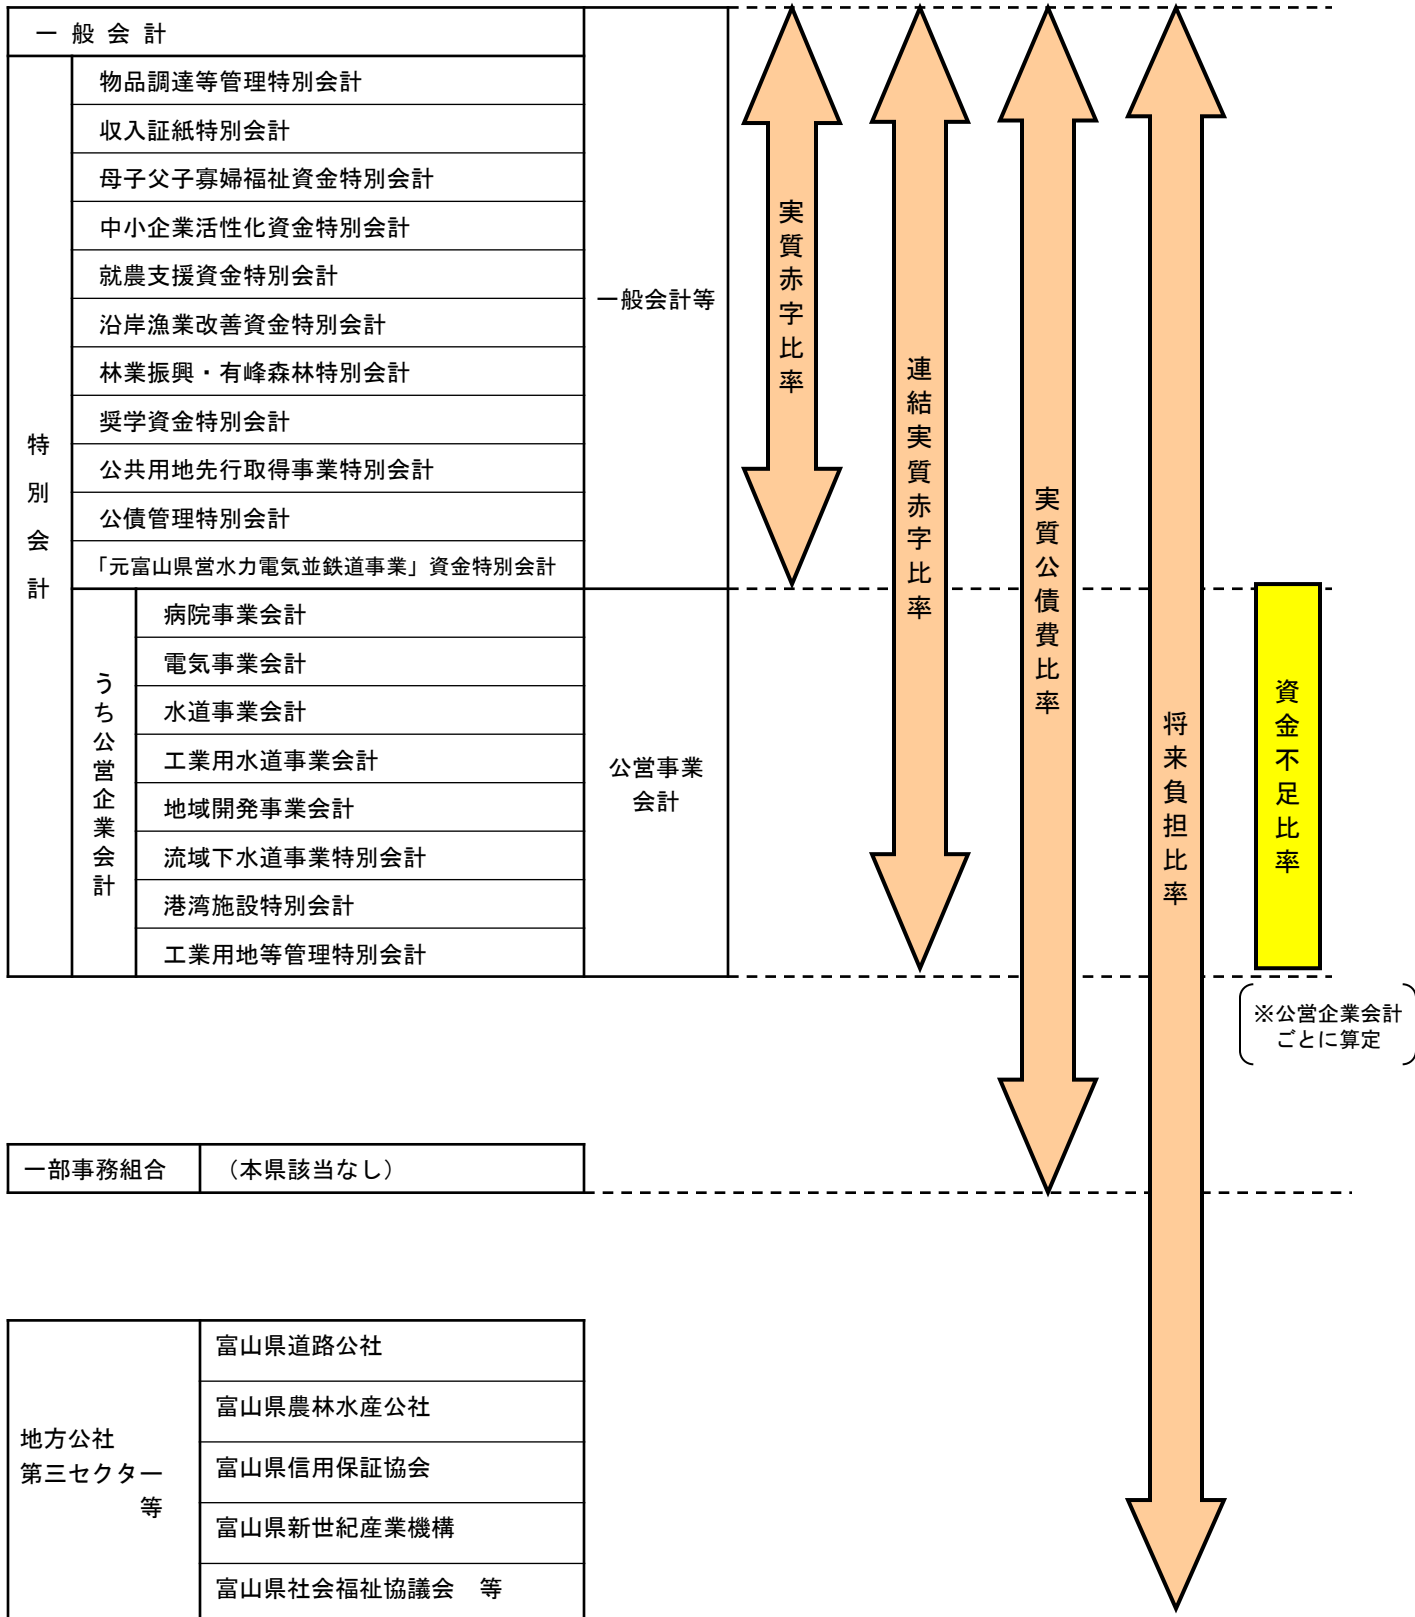 一般会計
特別会計
物品調達等管理特別会計
収入証紙特別会計
母子父子寡婦福祉資金特別会計
中小企業活性化資金特別会計
就農支援資金特別会計
沿岸漁業改善資金特別会計
林業振興・有峰森林特別会計
奨学資金特別会計
公共用地先行取得事業特別会計
公債管理特別会計
「元富山県営水力電気並鉄道事業」資金特別会計
一般会計等
うち公営企業会計
病院事業会計
電気事業会計
水道事業会計
工業用水道事業会計
地域開発事業会計
流域下水道事業特別会計
港湾施設特別会計
工業用地等管理特別会計
公営事業
会計
実質赤字比率
連結実質赤字比率
実質公債費比率
将来負担比率
資金不足比率
※公営企業会計
ごとに算定
一部事務組合
（本県該当なし）
地方公社
第三セクター
等
富山県道路公社
富山県農林水産公社
富山県信用保証協会
富山県新世紀産業機構
富山県社会福祉協議会　等